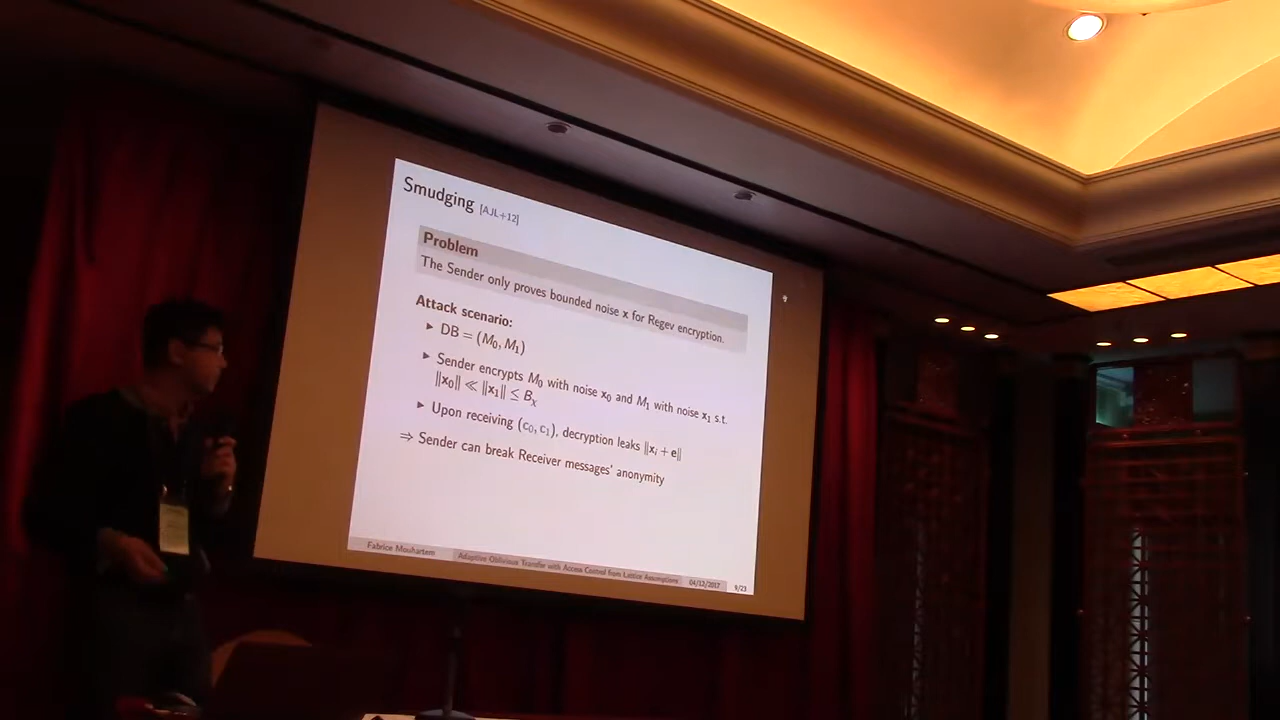 Smudging [AJL+12]
Problem
The Sender only proves bounded noise x for Regev encryption.
Attack scenario:
▶ DB = (M₀, M₁)
▶ Sender encrypts M₀ with noise x₀ and M₁ with noise x₁ s.t.
‖x₀‖ ≪ ‖x₁‖ ≤ Bχ
▶ Upon receiving (c₀, c₁), decryption leaks ‖xᵢ + e‖
⇒ Sender can break Receiver messages' anonymity
Fabrice Mouhartem Adaptive Oblivious Transfer with Access Control from Lattice Assumptions 04/12/2017 9/23